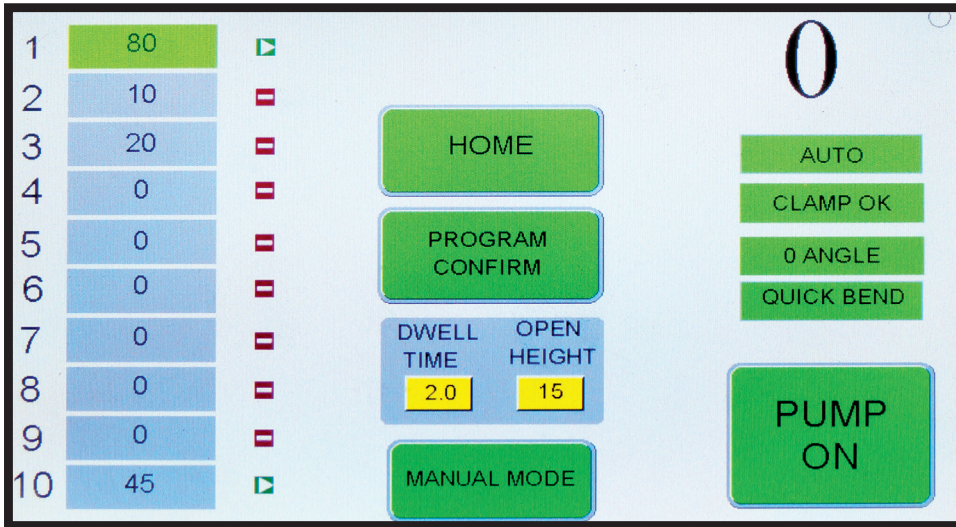 1 80
2 10
3 20
4 0
5 0
6 0
7 0
8 0
9 0
10 45
HOME
PROGRAM
CONFIRM
DWELL
TIME
OPEN
HEIGHT
2.0
15
MANUAL MODE
0
AUTO
CLAMP OK
0 ANGLE
QUICK BEND
PUMP
ON